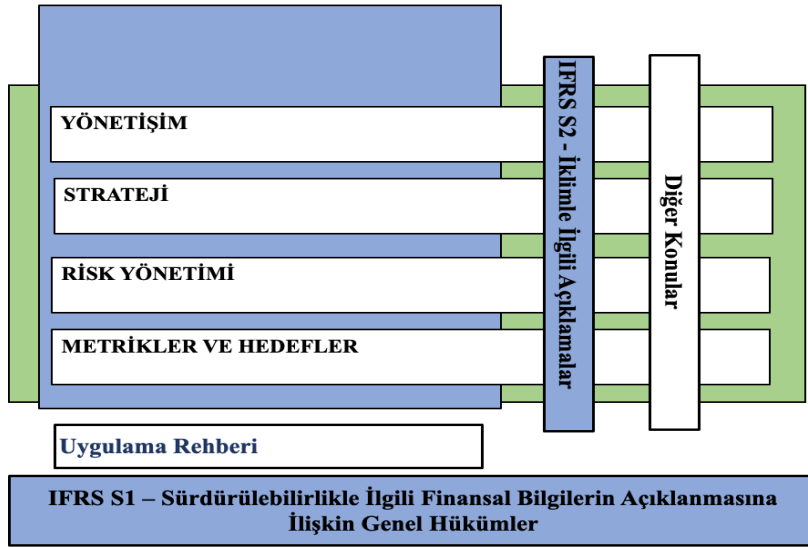 YÖNETİŞİM
STRATEJİ
RİSK YÖNETİMİ
METRİKLER VE HEDEFLER
IFRS S2 - İklimle İlgili Açıklamalar
Diğer Konular
Uygulama Rehberi
IFRS S1 – Sürdürülebilirlikle İlgili Finansal Bilgilerin Açıklanmasına
İlişkin Genel Hükümler